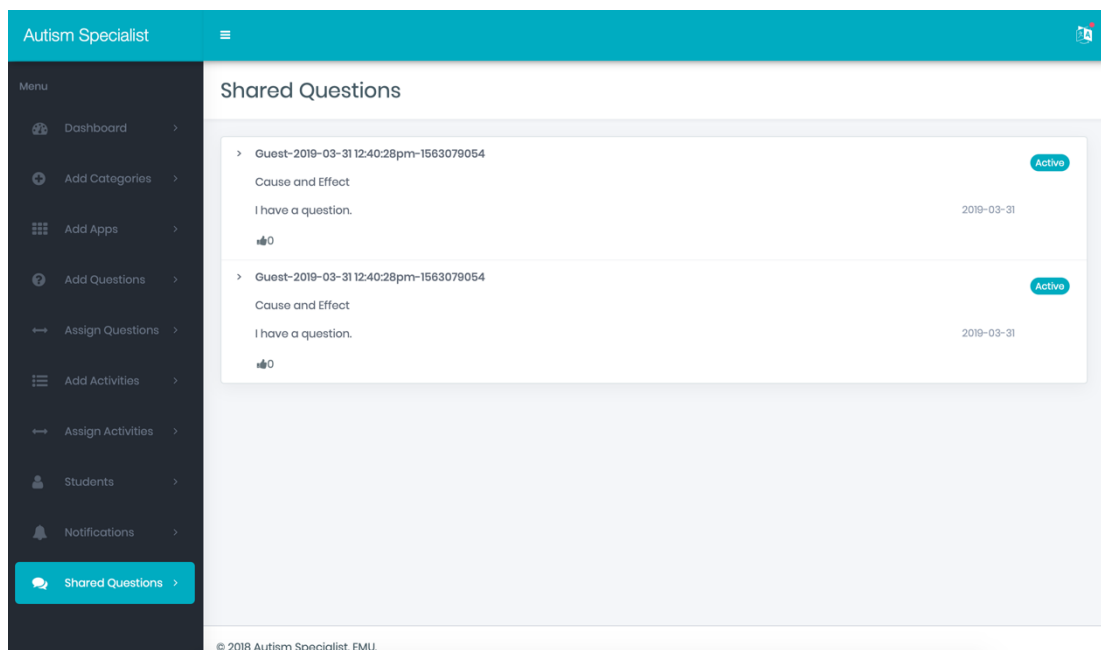 Autism Specialist
Menu
Dashboard
Add Categories
Add Apps
Add Questions
Assign Questions
Add Activities
Assign Activities
Students
Notifications
Shared Questions
Shared Questions
Guest-2019-03-31 12:40:28pm-1563079054
Active
Cause and Effect
I have a question.
2019-03-31
0
Guest-2019-03-31 12:40:28pm-1563079054
Active
Cause and Effect
I have a question.
2019-03-31
0
© 2018 Autism Specialist. EMU.